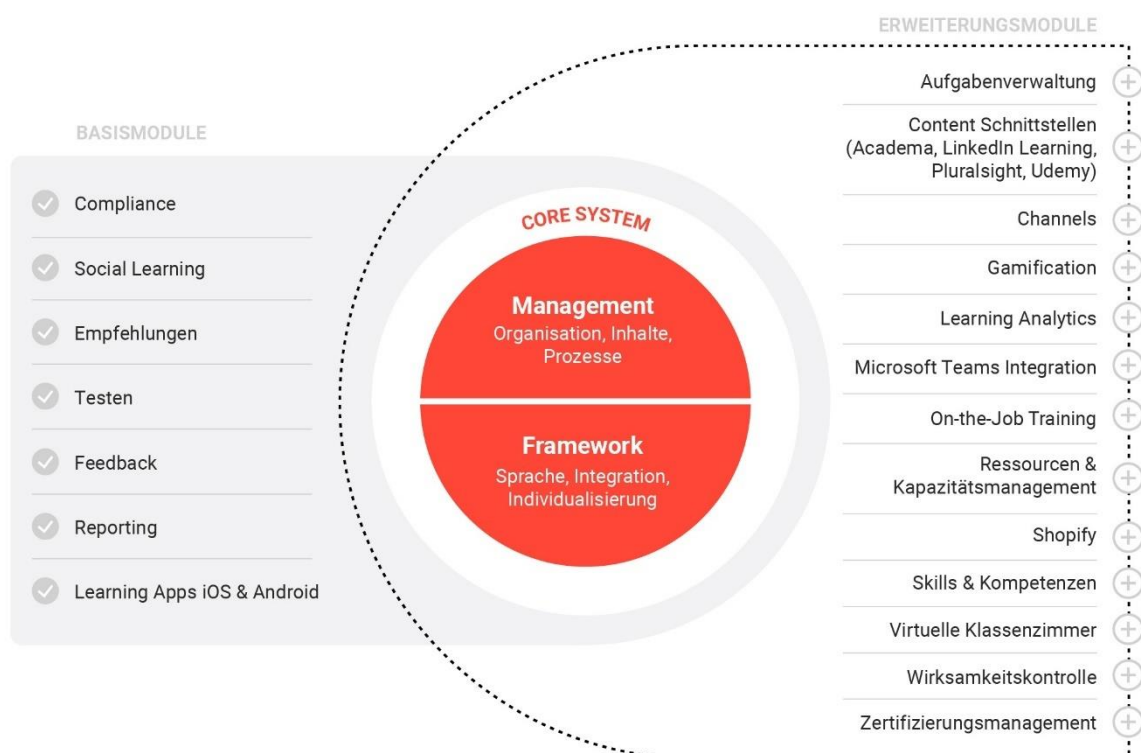 ERWEITERUNGSMODULE
BASISMODULE
Compliance
Social Learning
Empfehlungen
Testen
Feedback
Reporting
Learning Apps iOS & Android
CORE SYSTEM
Management
Organisation, Inhalte,
Prozesse
Framework
Sprache, Integration,
Individualisierung
Aufgabenverwaltung
Content Schnittstellen
(Academa, LinkedIn Learning,
Pluralsight, Udemy)
Channels
Gamification
Learning Analytics
Microsoft Teams Integration
On-the-Job Training
Ressourcen &
Kapazitätsmanagement
Shopify
Skills & Kompetenzen
Virtuelle Klassenzimmer
Wirksamkeitskontrolle
Zertifizierungsmanagement